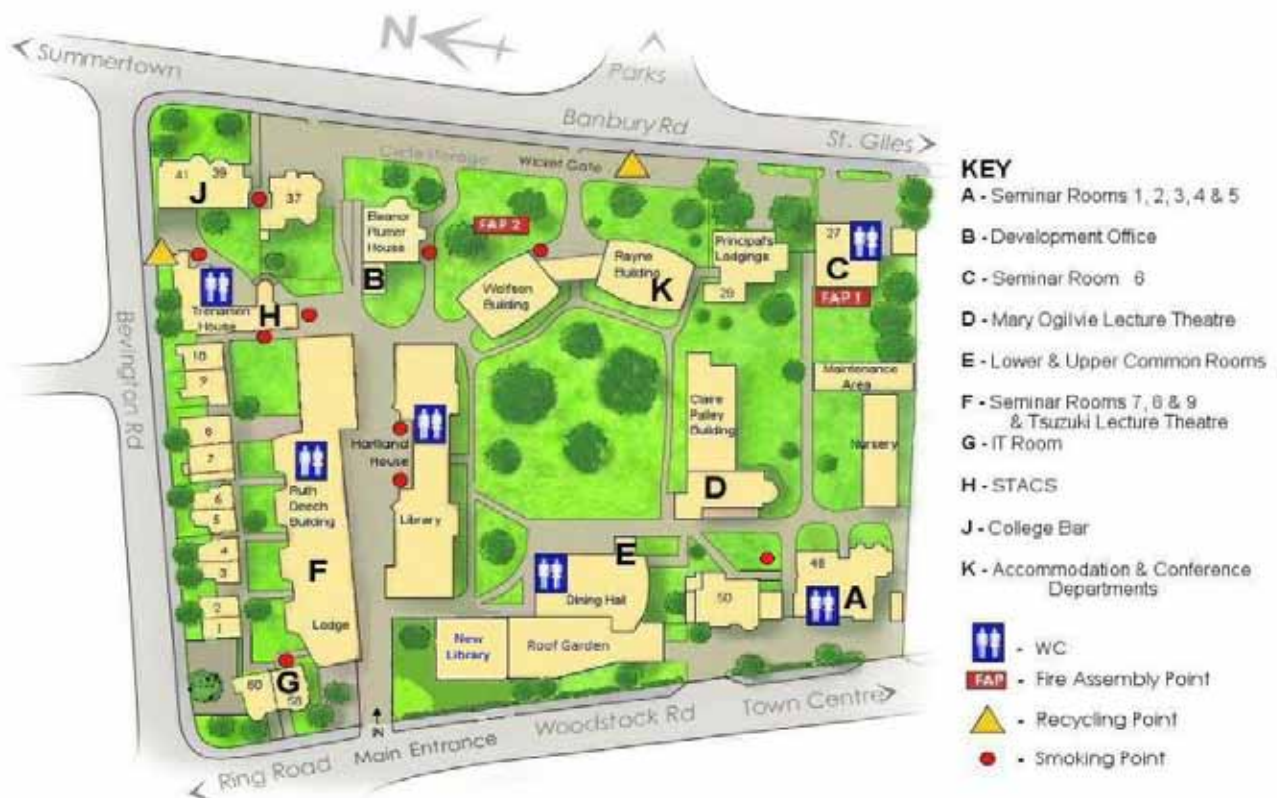 N
Summertown
Parks
Banbury Rd
St. Giles
Cycle storage
Wicket Gate
41
39
J
37
Eleanor
Plumer
House
B
FAP 2
Wolfson
Building
Rayne
Building
K
Principal's
Lodgings
28
27
C
FAP 1
House
H
Bevington Rd
10
9
8
7
6
5
4
3
2
1
Ruth
Deech
Building
F
Lodge
60
G
58
Hartland
House
Library
Claire
Palley
Building
D
Maintenance
Area
Nursery
E
Dining Hall
New
Library
Roof Garden
50
48
A
IN
Main Entrance
Ring Road
Woodstock Rd
Town Centre
KEY
A - Seminar Rooms 1, 2, 3, 4 & 5
B - Development Office
C - Seminar Room 6
D - Mary Ogilvie Lecture Theatre
E - Lower & Upper Common Rooms
F - Seminar Rooms 7, 8 & 9
& Tsuzuki Lecture Theatre
G - IT Room
H - STACS
J - College Bar
K - Accommodation & Conference
Departments
- WC
FAP - Fire Assembly Point
- Recycling Point
- Smoking Point